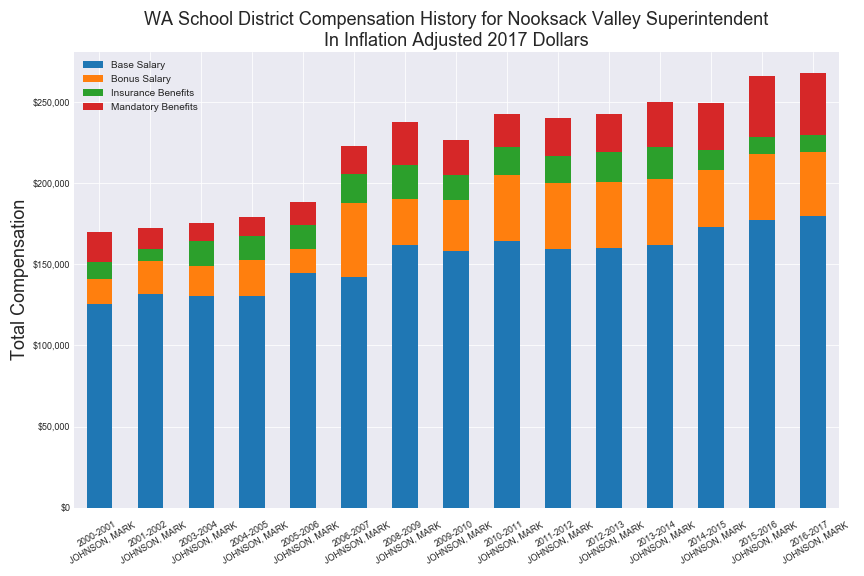 WA School District Compensation History for Nooksack Valley Superintendent
In Inflation Adjusted 2017 Dollars
Base Salary
Bonus Salary
Insurance Benefits
Mandatory Benefits
Total Compensation
$250,000
$200,000
$150,000
$100,000
$50,000
$0
2000-2001
JOHNSON, MARK
2001-2002
JOHNSON, MARK
2003-2004
JOHNSON, MARK
2004-2005
JOHNSON, MARK
2005-2006
JOHNSON, MARK
2006-2007
JOHNSON, MARK
2008-2009
JOHNSON, MARK
2009-2010
JOHNSON, MARK
2010-2011
JOHNSON, MARK
2011-2012
JOHNSON, MARK
2012-2013
JOHNSON, MARK
2013-2014
JOHNSON, MARK
2014-2015
JOHNSON, MARK
2015-2016
JOHNSON, MARK
2016-2017
JOHNSON, MARK